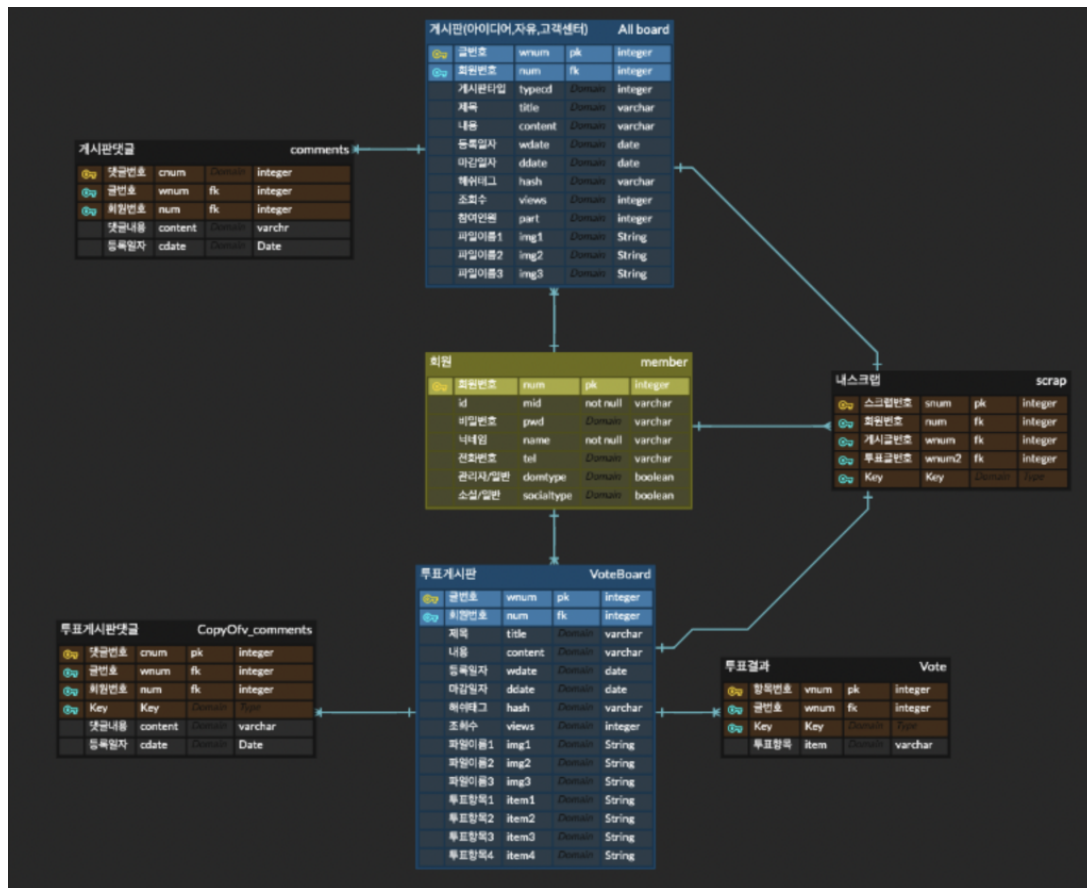 게시판(아이디어,자유,고객센터) All board
글번호 wnum pk integer
회원번호 num fk integer
게시판타입 typecd Domain integer
제목 title Domain varchar
내용 content Domain varchar
등록일자 wdate Domain date
마감일자 ddate Domain date
해쉬태그 hash Domain varchar
조회수 views Domain integer
참여인원 part Domain integer
파일이름1 img1 Domain String
파일이름2 img2 Domain String
파일이름3 img3 Domain String
게시판댓글 comments
댓글번호 cnum Domain integer
글번호 wnum fk integer
회원번호 num fk integer
댓글내용 content Domain varchr
등록일자 cdate Domain Date
회원 member
회원번호 num pk integer
id mid not null varchar
비밀번호 pwd Domain varchar
닉네임 name not null varchar
전화번호 tel Domain varchar
관리자/일반 domtype Domain boolean
소셜/일반 socialtype Domain boolean
내스크랩 scrap
스크랩번호 snum pk integer
회원번호 num fk integer
게시글번호 wnum fk integer
투표글번호 wnum2 fk integer
Key Key Domain Type
투표게시판 VoteBoard
글번호 wnum pk integer
회원번호 num fk integer
제목 title Domain varchar
내용 content Domain varchar
등록일자 wdate Domain date
마감일자 ddate Domain date
해쉬태그 hash Domain varchar
조회수 views Domain integer
파일이름1 img1 Domain String
파일이름2 img2 Domain String
파일이름3 img3 Domain String
투표항목1 item1 Domain String
투표항목2 item2 Domain String
투표항목3 item3 Domain String
투표항목4 item4 Domain String
투표게시판댓글 CopyOfv_comments
댓글번호 cnum pk integer
글번호 wnum fk integer
회원번호 num fk integer
Key Key Domain Type
댓글내용 content Domain varchar
등록일자 cdate Domain Date
투표결과 Vote
항목번호 vnum pk integer
글번호 wnum fk integer
Key Key Domain Type
투표항목 item Domain varchar